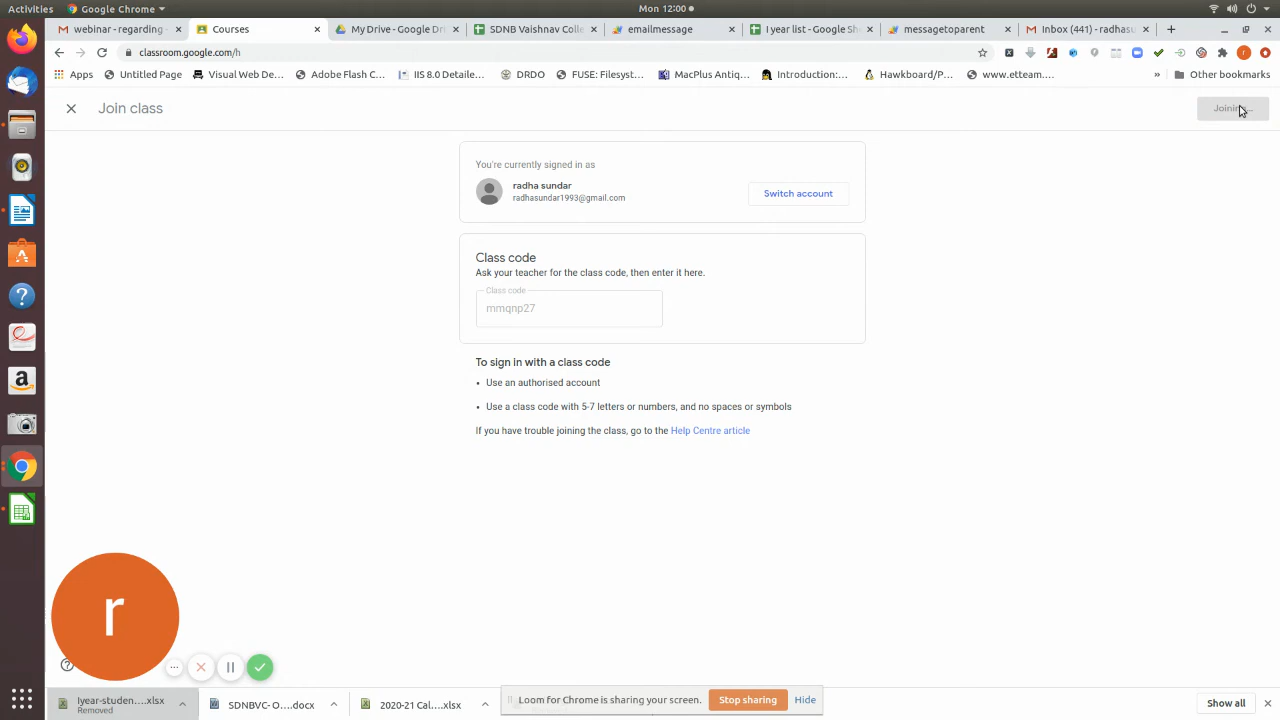 Activities
Google Chrome
Mon 12:00
webinar - regarding -
Courses
My Drive - Google Dri
SDNB Vaishnav Colle
emailmessage
I year list - Google She
messagetoparent
Inbox (441) - radhasu
classroom.google.com/h
Apps
Untitled Page
Visual Web De...
Adobe Flash C...
IIS 8.0 Detaile...
DRDO
FUSE: Filesyst...
MacPlus Antiq...
Introduction:...
Hawkboard/P...
www.etteam....
»
Other bookmarks
Join class
Joining...
You're currently signed in as
radha sundar
radhasundar1993@gmail.com
Switch account
Class code
Ask your teacher for the class code, then enter it here.
Class code
mmqnp27
To sign in with a class code
• Use an authorised account
• Use a class code with 5-7 letters or numbers, and no spaces or symbols
If you have trouble joining the class, go to the Help Centre article
r
Iyear-studen....xlsx
Removed
SDNBVC- O....docx
2020-21 Cal....xlsx
Loom for Chrome is sharing your screen.
Stop sharing
Hide
Show all